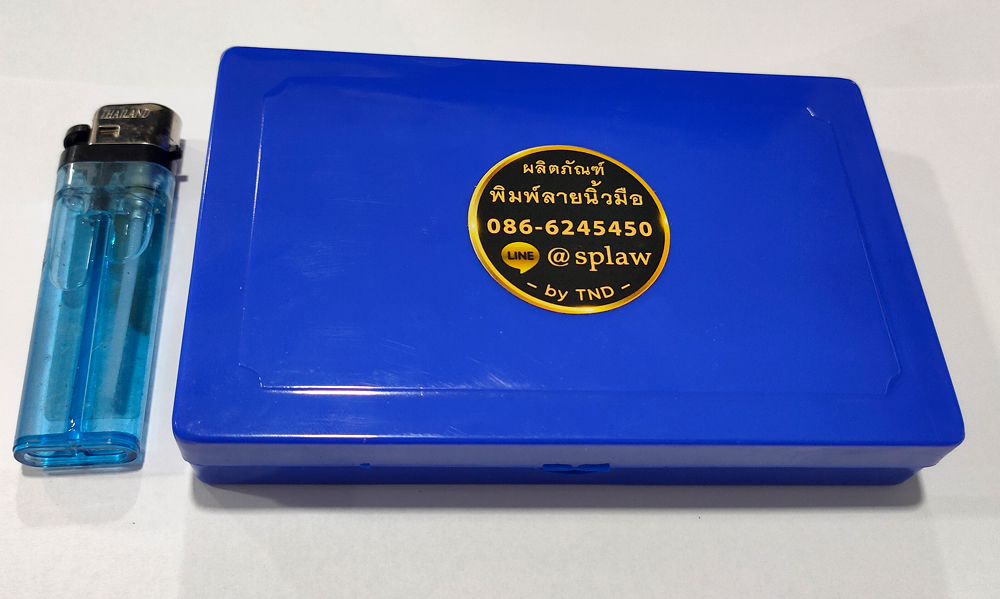 THAILAND
ผลิตภัณฑ์
พิมพ์ลายนิ้วมือ
086-6245450
LINE @splaw
- by TND -